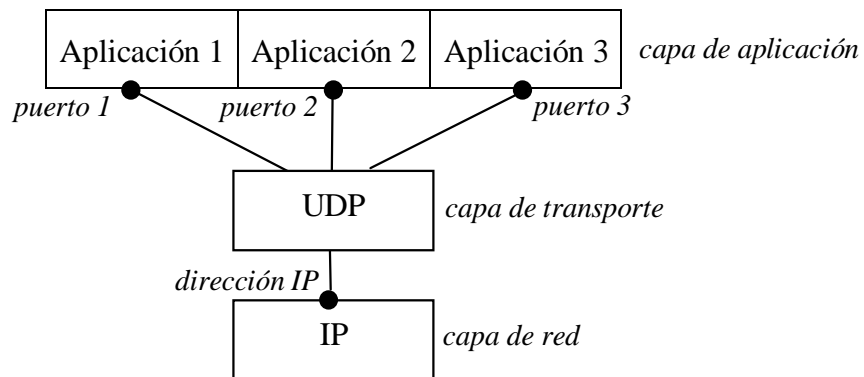 Aplicación 1 Aplicación 2 Aplicación 3 capa de aplicación
puerto 1 puerto 2 puerto 3
UDP capa de transporte
dirección IP
IP capa de red